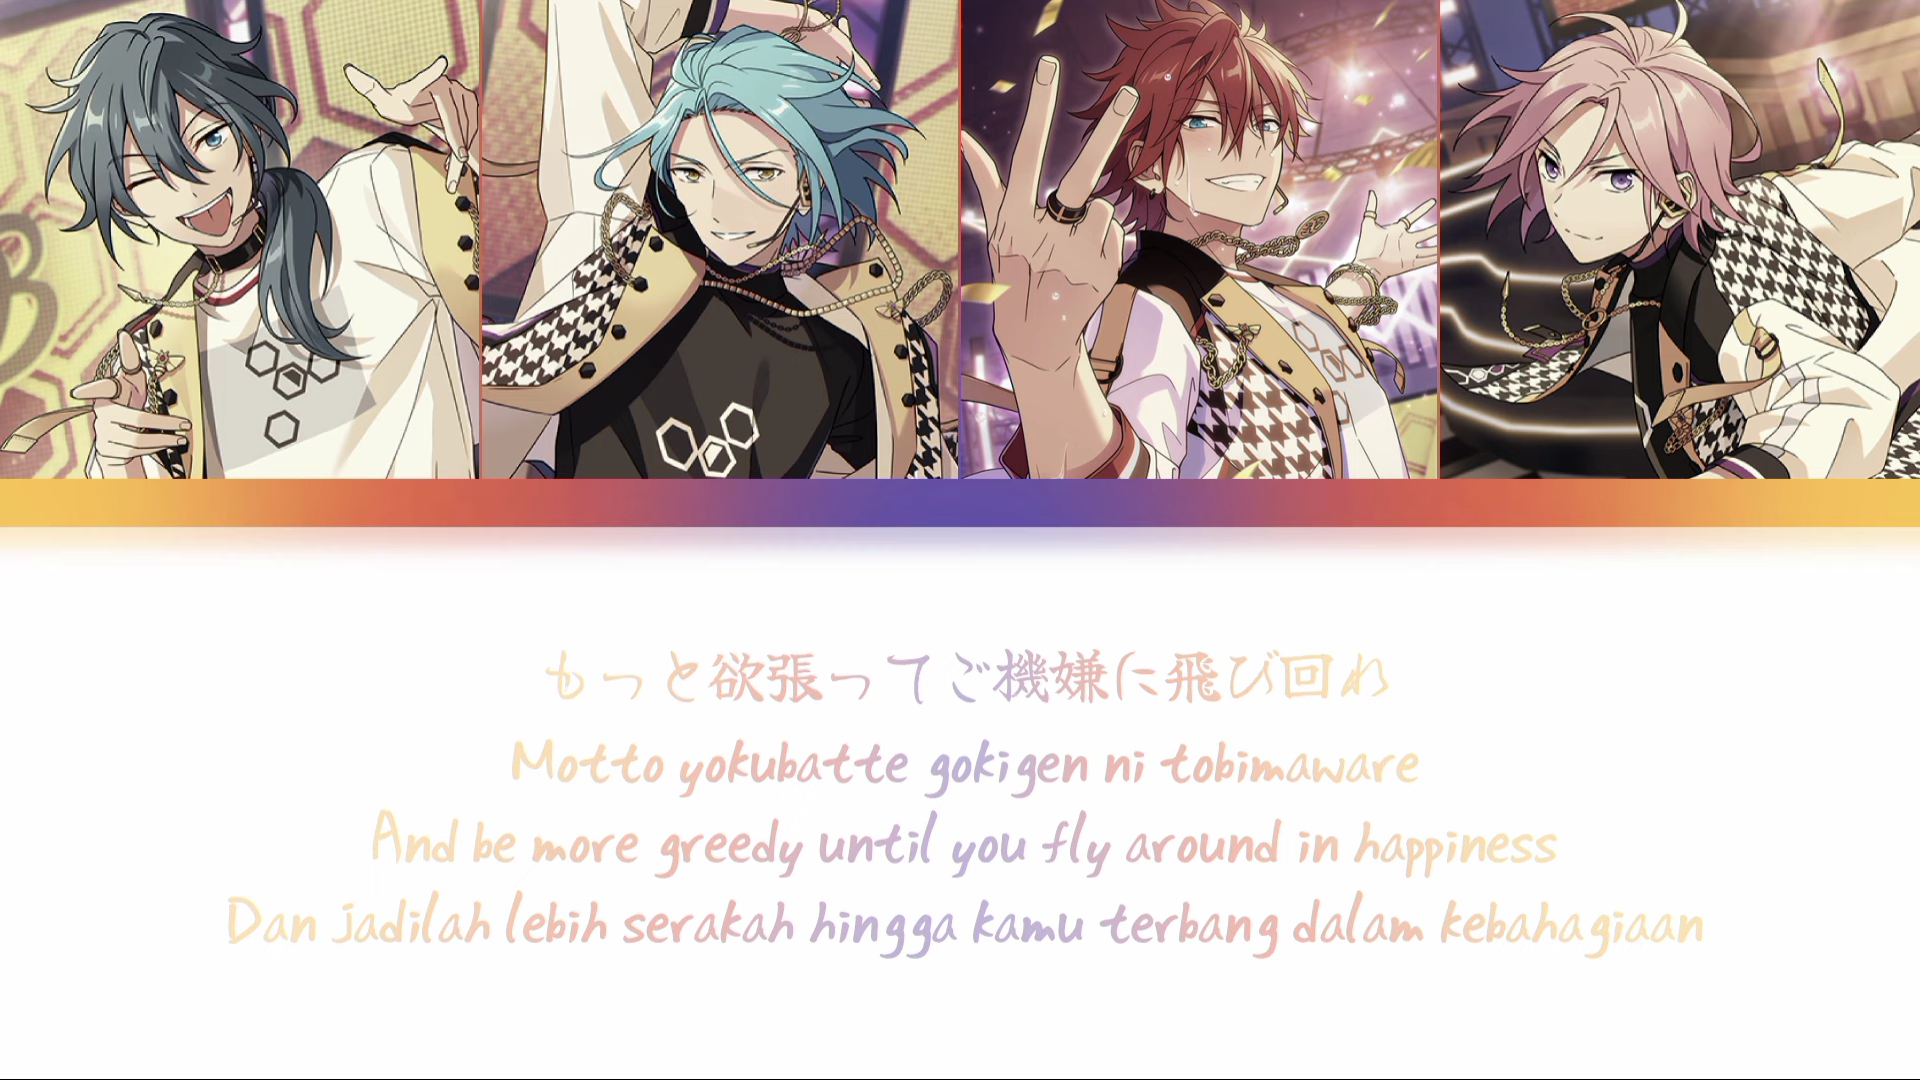 もっと欲張ってご機嫌に飛び回れ
Motto yokubatte gokigen ni tobimaware
And be more greedy until you fly around in happiness
Dan jadilah lebih serakah hingga kamu terbang dalam kebahagiaan